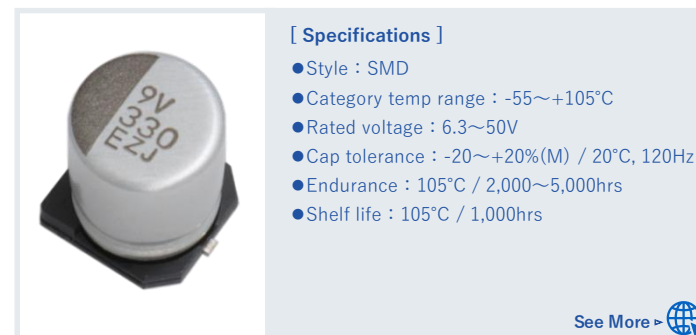 9V
330
EZJ
[ Specifications ]
●Style：SMD
●Category temp range：-55～+105°C
●Rated voltage：6.3～50V
●Cap tolerance：-20～+20%(M) / 20°C, 120Hz
●Endurance：105°C / 2,000～5,000hrs
●Shelf life：105°C / 1,000hrs
See More ▹